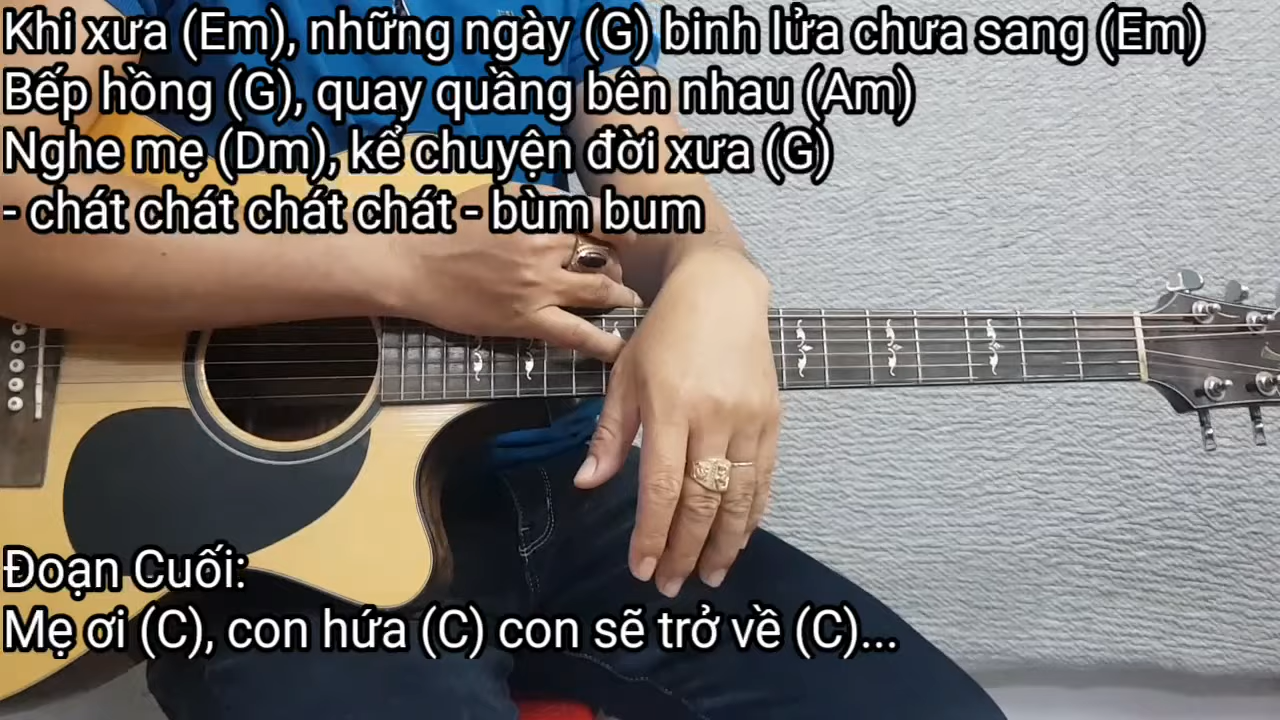 Khi xưa (Em), những ngày (G) binh lửa chưa sang (Em)
Bếp hồng (G), quay quầng bên nhau (Am)
Nghe mẹ (Dm), kể chuyện đời xưa (G)
- chát chát chát chát - bùm bum
Đoạn Cuối:
Mẹ ơi (C), con hứa (C) con sẽ trở về (C)...